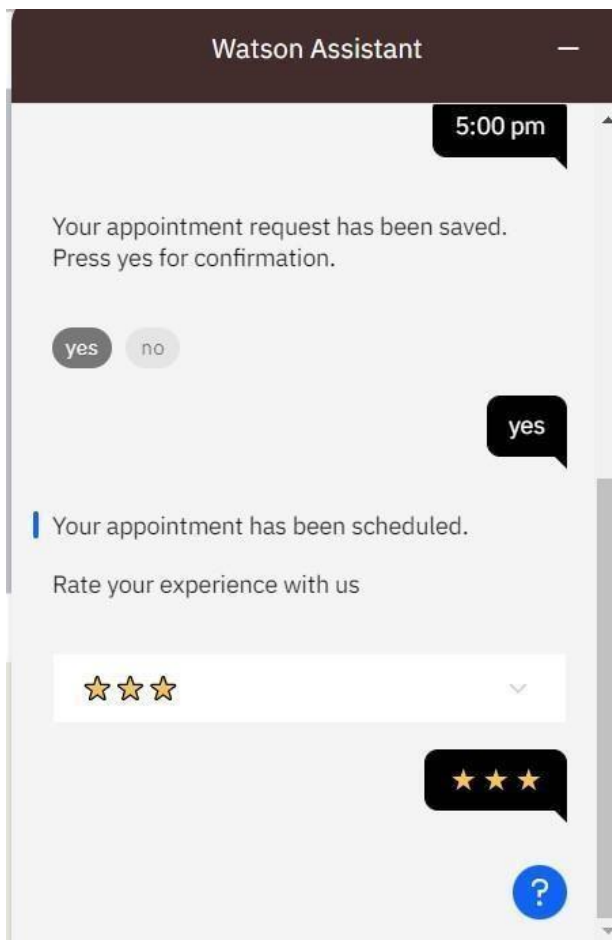 Watson Assistant
5:00 pm
Your appointment request has been saved.
Press yes for confirmation.
yes no
yes
Your appointment has been scheduled.
Rate your experience with us
?